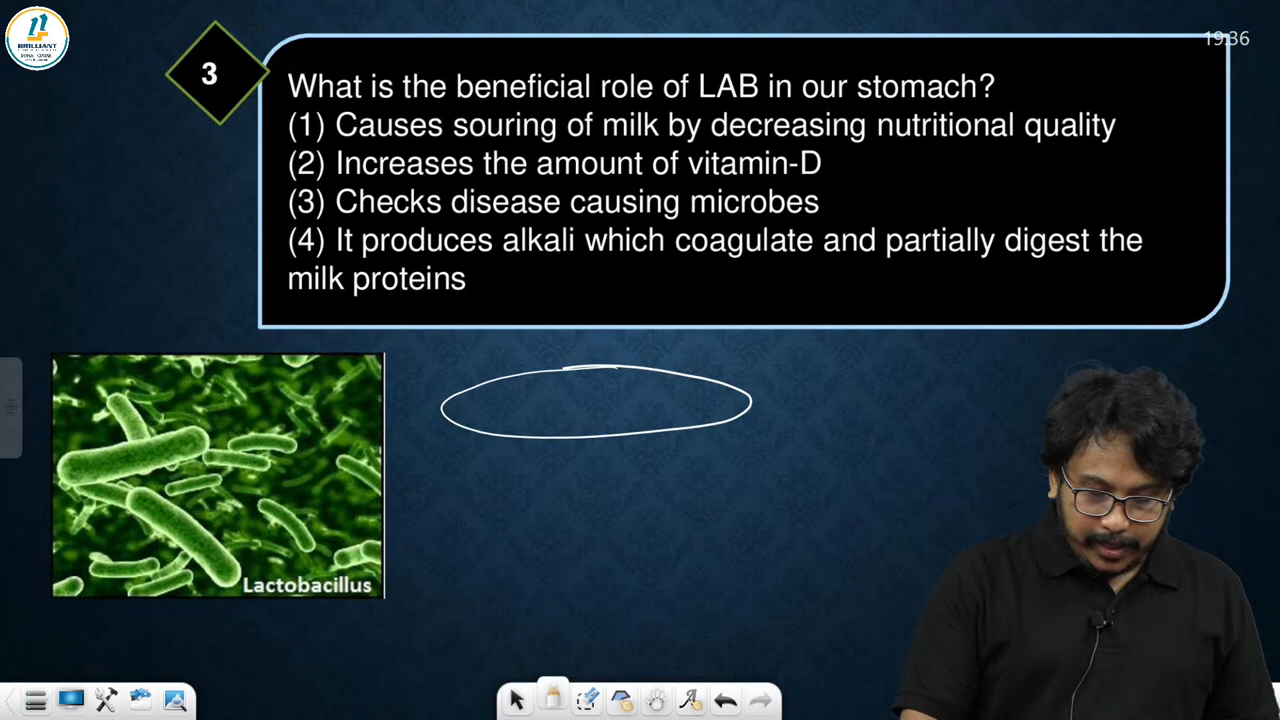 BRILLIANT
3
19:36
What is the beneficial role of LAB in our stomach?
(1) Causes souring of milk by decreasing nutritional quality
(2) Increases the amount of vitamin-D
(3) Checks disease causing microbes
(4) It produces alkali which coagulate and partially digest the
milk proteins
Lactobacillus